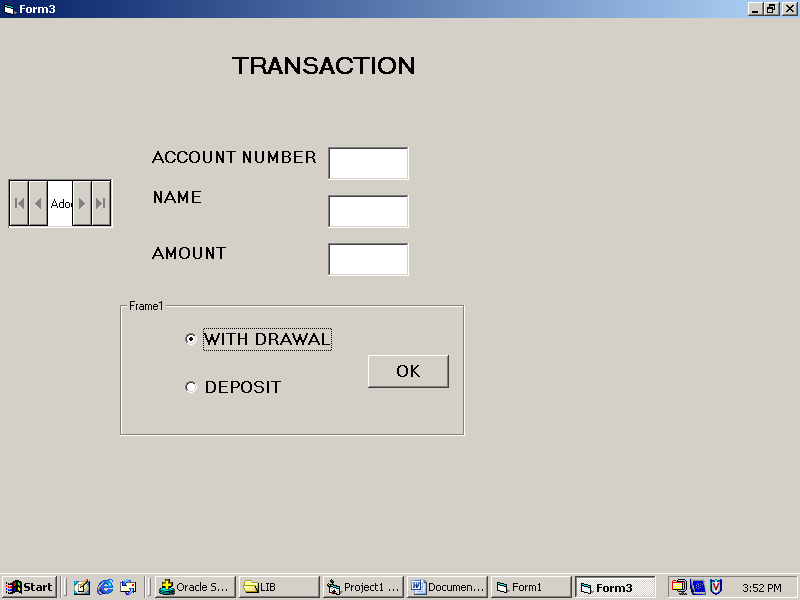 Form3
TRANSACTION
ACCOUNT NUMBER
NAME
Ado
AMOUNT
Frame1
WITH DRAWAL
OK
DEPOSIT
Start Oracle S... LIB Project1 ... Documen... Form1 Form3 3:52 PM